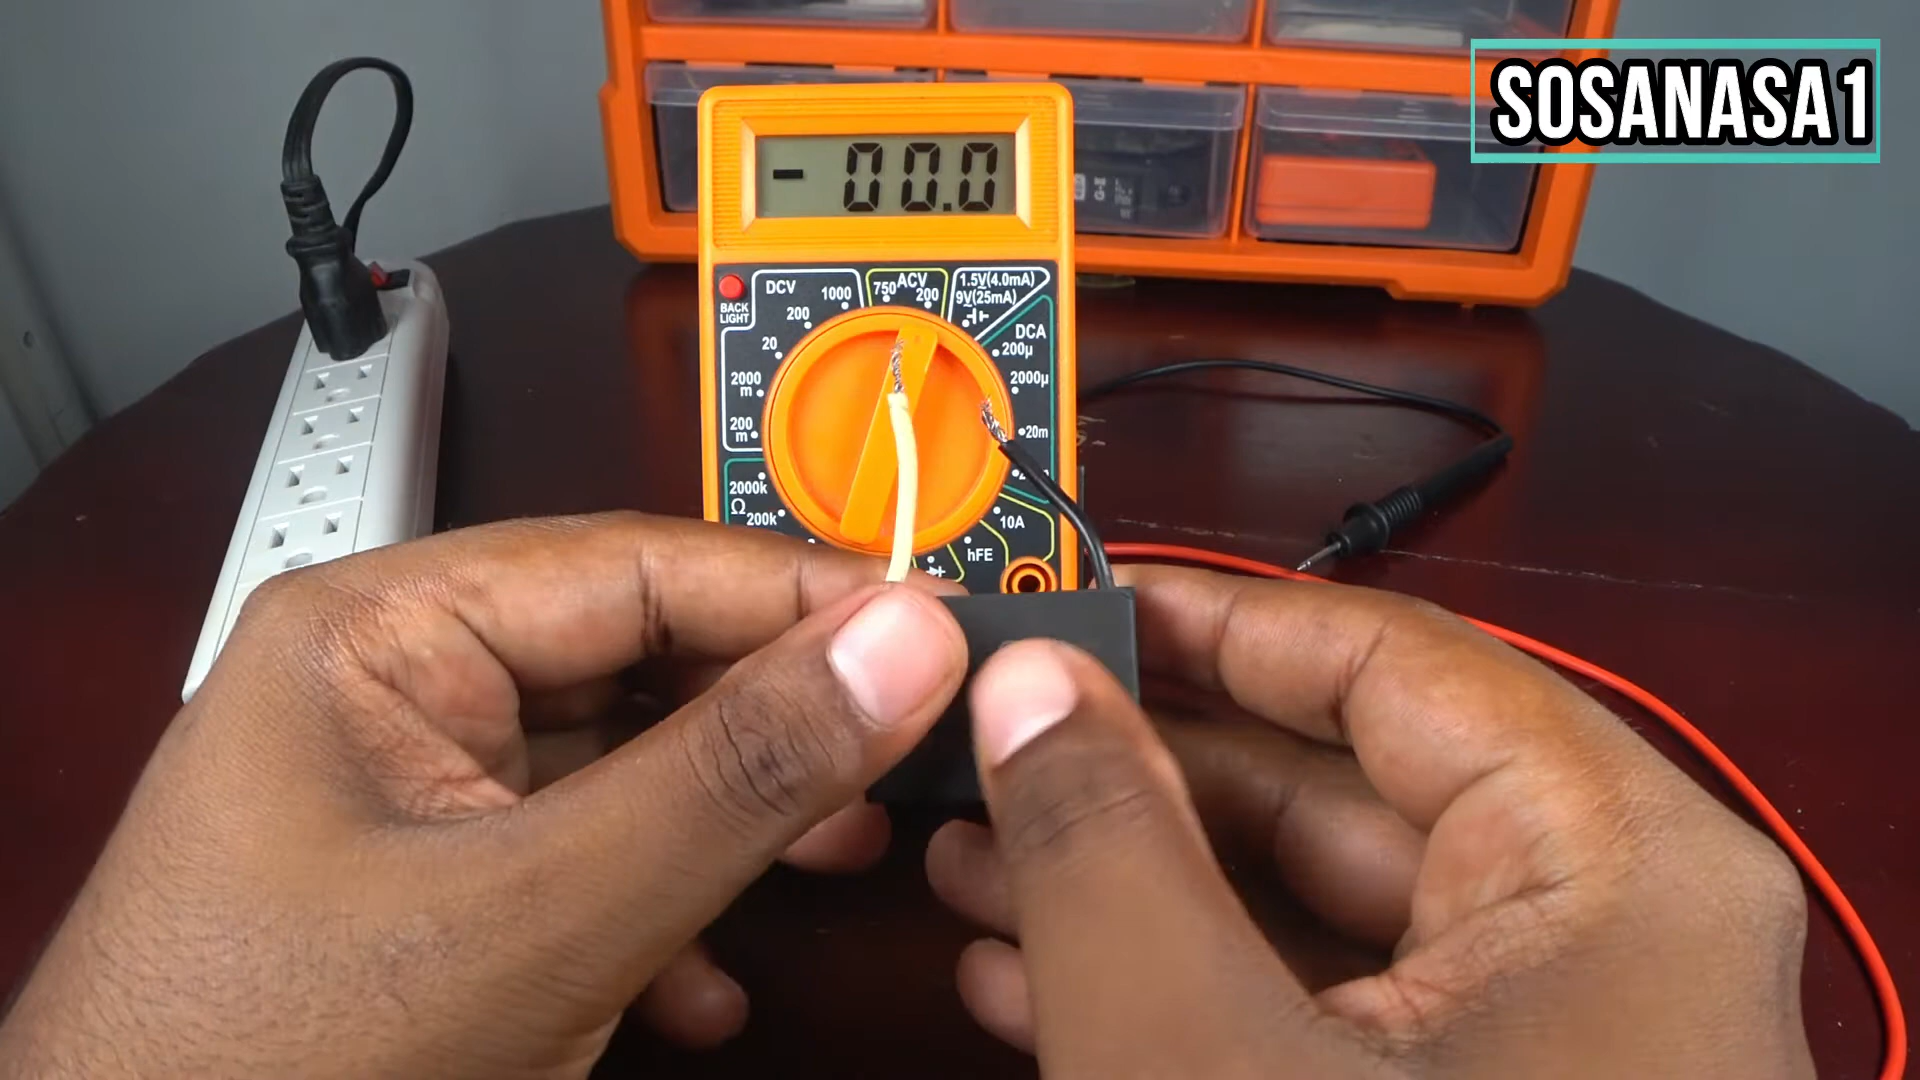 SOSANASA1
- 00.0
BACK
LIGHT
DCV
1000
200
20
2000
m
200
m
750
ACV
200
1.5V(4.0mA)
9V(25mA)
DCA
200µ
2000µ
20m
10A
hFE
2000k
Ω
200k